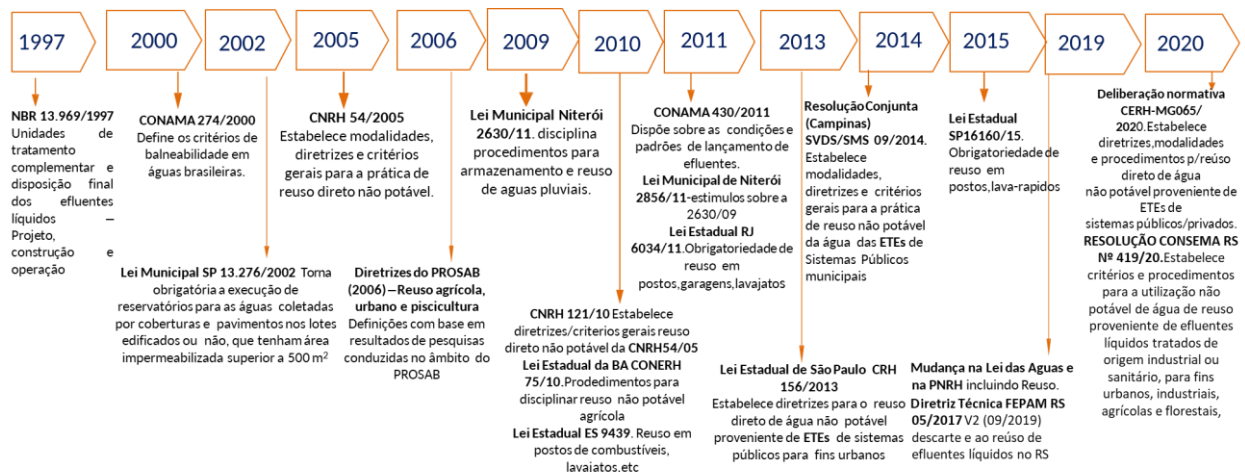 1997
2000
2002
2005
2006
2009
2010
2011
2013
2014
2015
2019
2020
NBR 13.969/1997
Unidades de
tratamento
complementar e
disposição final
dos efluentes
líquidos –
Projeto,
construção e
operação
CONAMA 274/2000
Define os critérios de
balneabilidade em
águas brasileiras.
Lei Municipal SP 13.276/2002 Torna
obrigatória a execução de
reservatórios para as águas coletadas
por coberturas e pavimentos nos lotes
edificados ou não, que tenham área
impermeabilizada superior a 500 m²
CNRH 54/2005
Estabelece modalidades,
diretrizes e critérios
gerais para a prática de
reuso direto não potável.
Diretrizes do PROSAB
(2006) – Reuso agrícola,
urbano e piscicultura
Definições com base em
resultados de pesquisas
conduzidas no âmbito do
PROSAB
Lei Municipal Niterói
2630/11. disciplina
procedimentos para
armazenamento e reuso
de aguas pluviais.
CNRH 121/10 Estabelece
diretrizes/criterios gerais reuso
direto não potável da CNRH54/05
Lei Estadual da BA CONERH
75/10.Prodedimentos para
disciplinar reuso não potável
agrícola
Lei Estadual ES 9439. Reuso em
postos de combustíveis,
lavajatos,etc
CONAMA 430/2011
Dispõe sobre as condições e
padrões de lançamento de
efluentes.
Lei Municipal de Niterói
2856/11-estimulos sobre a
2630/09
Lei Estadual RJ
6034/11.Obrigatoriedade de
reuso em
postos,garagens,lavajatos
Lei Estadual de São Paulo CRH
156/2013
Estabelece diretrizes para o reuso
direto de água não potável
proveniente de ETEs de sistemas
públicos para fins urbanos
Resolução Conjunta
(Campinas)
SVDS/SMS 09/2014.
Estabelece
modalidades,
diretrizes e critérios
gerais para a prática
de reuso não potável
da água das ETEs de
Sistemas Públicos
municipais
Lei Estadual
SP16160/15.
Obrigatoriedade de
reuso em
postos,lava-rapidos
Mudança na Lei das Aguas e
na PNRH incluindo Reuso.
Diretriz Técnica FEPAM RS
05/2017 V2 (09/2019)
descarte e ao reúso de
efluentes líquidos no RS
Deliberação normativa
CERH-MG065/
2020.Estabelece
diretrizes,modalidades
e procedimentos p/reúso
direto de água
não potável proveniente de
ETEs de
sistemas públicos/privados.
RESOLUÇÃO CONSEMA RS
Nº 419/20.Estabelece
critérios e procedimentos
para a utilização não
potável de água de reuso
proveniente de efluentes
líquidos tratados de
origem industrial ou
sanitário, para fins
urbanos, industriais,
agrícolas e florestais,